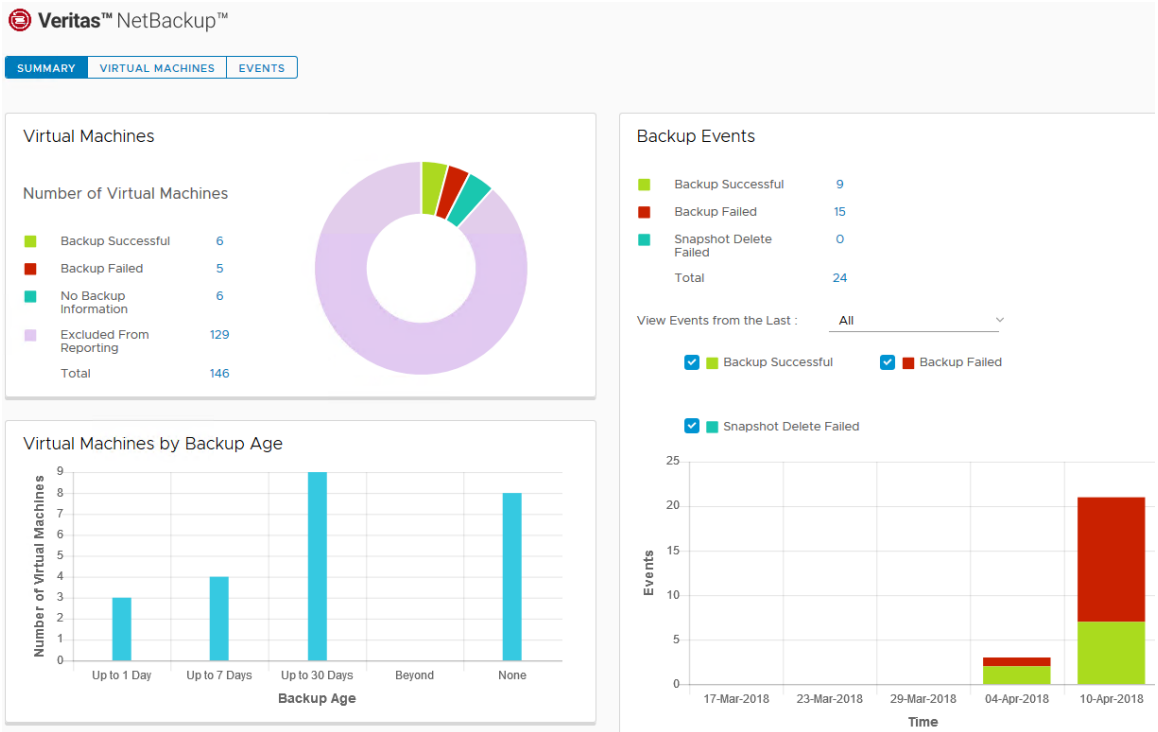 Veritas™ NetBackup™
SUMMARY VIRTUAL MACHINES EVENTS
Virtual Machines
Number of Virtual Machines
Backup Successful 6
Backup Failed 5
No Backup
Information 6
Excluded From
Reporting 129
Total 146
Virtual Machines by Backup Age
Number of Virtual Machines
9
8
7
6
5
4
3
2
1
0
Up to 1 Day Up to 7 Days Up to 30 Days Beyond None
Backup Age
Backup Events
Backup Successful 9
Backup Failed 15
Snapshot Delete
Failed 0
Total 24
View Events from the Last : All
Backup Successful Backup Failed
Snapshot Delete Failed
Events
25
20
15
10
5
0
17-Mar-2018 23-Mar-2018 29-Mar-2018 04-Apr-2018 10-Apr-2018
Time